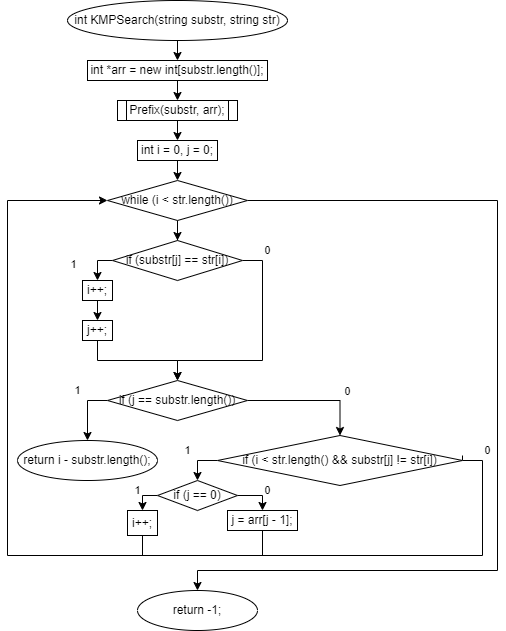 int KMPSearch(string substr, string str)
int *arr = new int[substr.length()];
Prefix(substr, arr);
int i = 0, j = 0;
while (i < str.length())
if (substr[j] == str[i])
1
0
i++;
j++;
if (j == substr.length())
1
0
return i - substr.length();
if (i < str.length() && substr[j] != str[i])
1
0
if (j == 0)
1
0
i++;
j = arr[j - 1];
return -1;